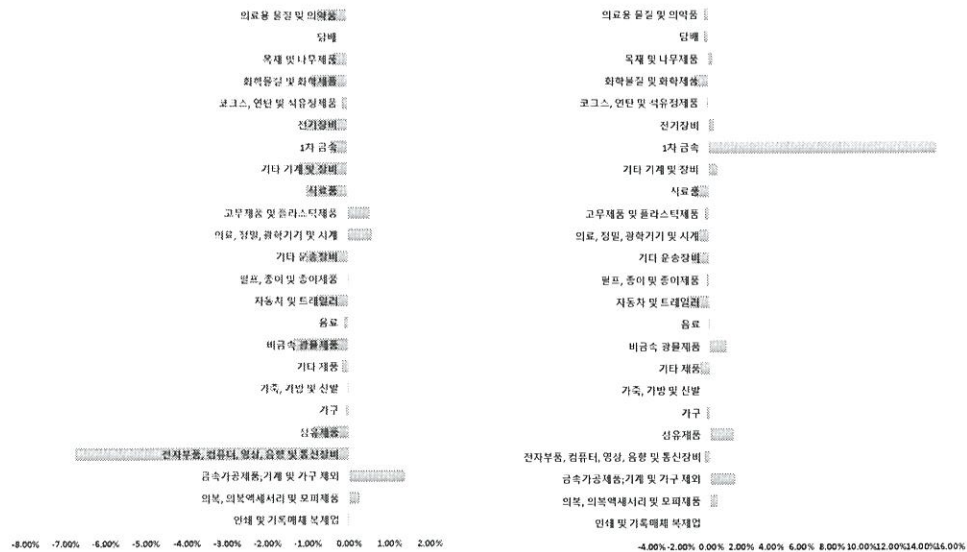 의료용 물질 및 의약품
담배
목재 및 나무제품
화학물질 및 화학제품
코크스, 연탄 및 석유정제품
전기장비
1차 금속
기타 기계 및 장비
식료품
고무제품 및 플라스틱제품
의료, 정밀, 광학기기 및 시계
기타 운송장비
펄프, 종이 및 종이제품
자동차 및 트레일러
음료
비금속 광물제품
기타 제품
가죽, 가방 및 신발
가구
섬유제품
전자부품, 컴퓨터, 영상, 음향 및 통신장비
금속가공제품;기계 및 가구 제외
의복, 의복액세서리 및 모피제품
인쇄 및 기록매체 복제업
-8.00% -7.00% -6.00% -5.00% -4.00% -3.00% -2.00% -1.00% 0.00% 1.00% 2.00%
의료용 물질 및 의약품
담배
목재 및 나무제품
화학물질 및 화학제품
코크스, 연탄 및 석유정제품
전기장비
1차 금속
기타 기계 및 장비
식료품
고무제품 및 플라스틱제품
의료, 정밀, 광학기기 및 시계
기타 운송장비
펄프, 종이 및 종이제품
자동차 및 트레일러
음료
비금속 광물제품
기타 제품
가죽, 가방 및 신발
가구
섬유제품
전자부품, 컴퓨터, 영상, 음향 및 통신장비
금속가공제품;기계 및 가구 제외
의복, 의복액세서리 및 모피제품
인쇄 및 기록매체 복제업
-4.00% -2.00% 0.00% 2.00% 4.00% 6.00% 8.00% 10.00% 12.00% 14.00% 16.00%